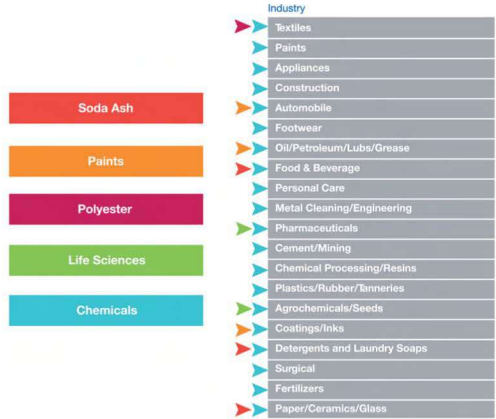 Industry
Textiles
Paints
Appliances
Construction
Soda Ash
Automobile
Footwear
Oil/Petroleum/Lubs/Grease
Paints
Food & Beverage
Personal Care
Polyester
Metal Cleaning/Engineering
Pharmaceuticals
Cement/Mining
Life Sciences
Chemical Processing/Resins
Plastics/Rubber/Tanneries
Chemicals
Agrochemicals/Seeds
Coatings/Inks
Detergents and Laundry Soaps
Surgical
Fertilizers
Paper/Ceramics/Glass